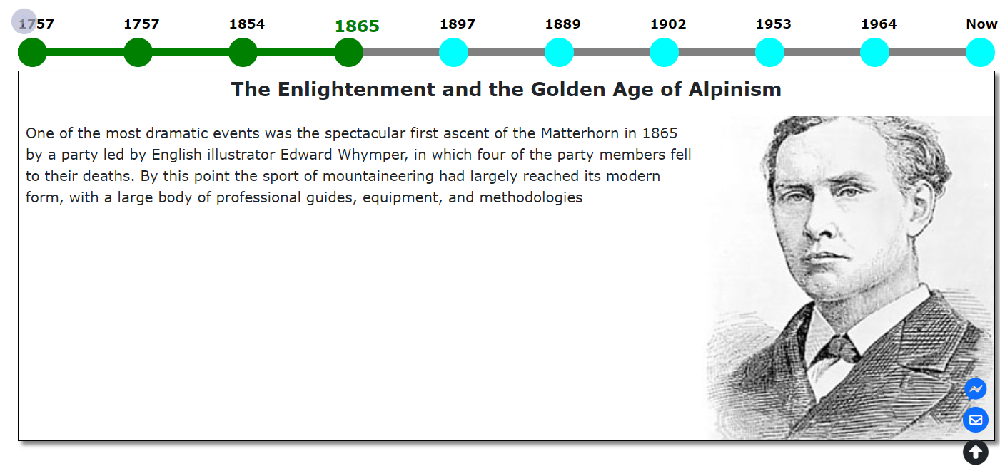 1757 1757 1854 1865 1897 1889 1902 1953 1964 Now
The Enlightenment and the Golden Age of Alpinism
One of the most dramatic events was the spectacular first ascent of the Matterhorn in 1865
by a party led by English illustrator Edward Whymper, in which four of the party members fell
to their deaths. By this point the sport of mountaineering had largely reached its modern
form, with a large body of professional guides, equipment, and methodologies